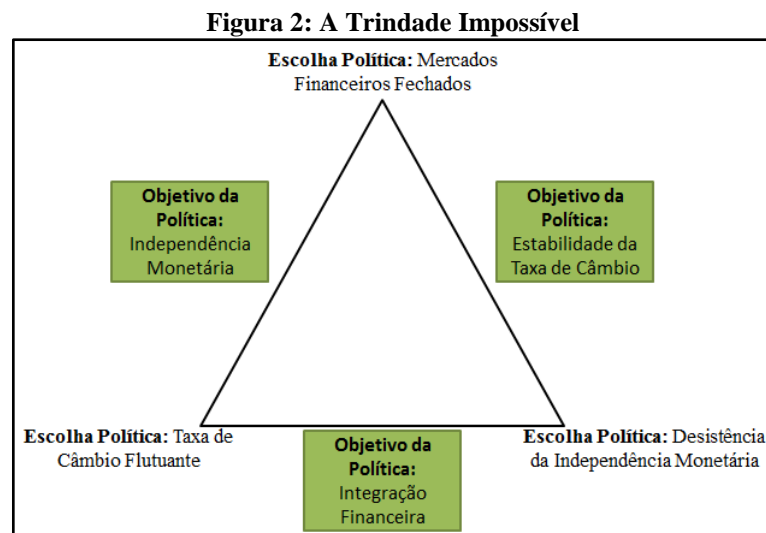 Figura 2: A Trindade Impossível
Escolha Política: Mercados
Financeiros Fechados
Objetivo da
Política:
Independência
Monetária
Objetivo da
Política:
Estabilidade da
Taxa de Câmbio
Escolha Política: Taxa de
Câmbio Flutuante
Objetivo da
Política:
Integração
Financeira
Escolha Política: Desistência
da Independência Monetária